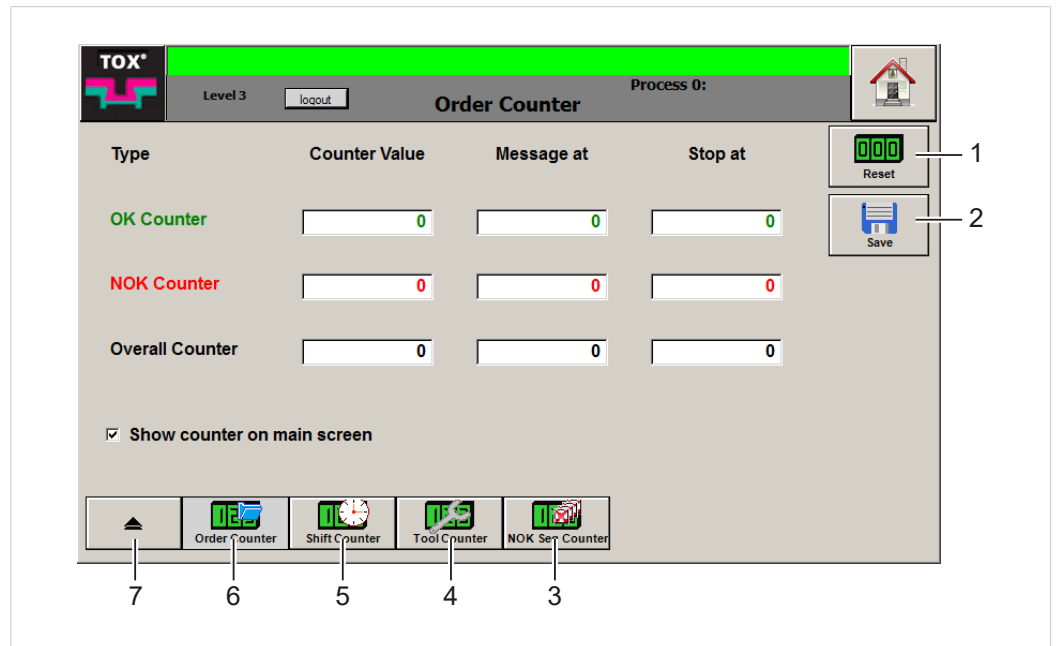 TOX®
Level 3 logout Order Counter Process 0:
Type Counter Value Message at Stop at
000 1
Reset
OK Counter 0 0 0
2
Save
NOK Counter 0 0 0
Overall Counter 0 0 0
Show counter on main screen
Order Counter Shift Counter Tool Counter NOK Seq Counter
7 6 5 4 3